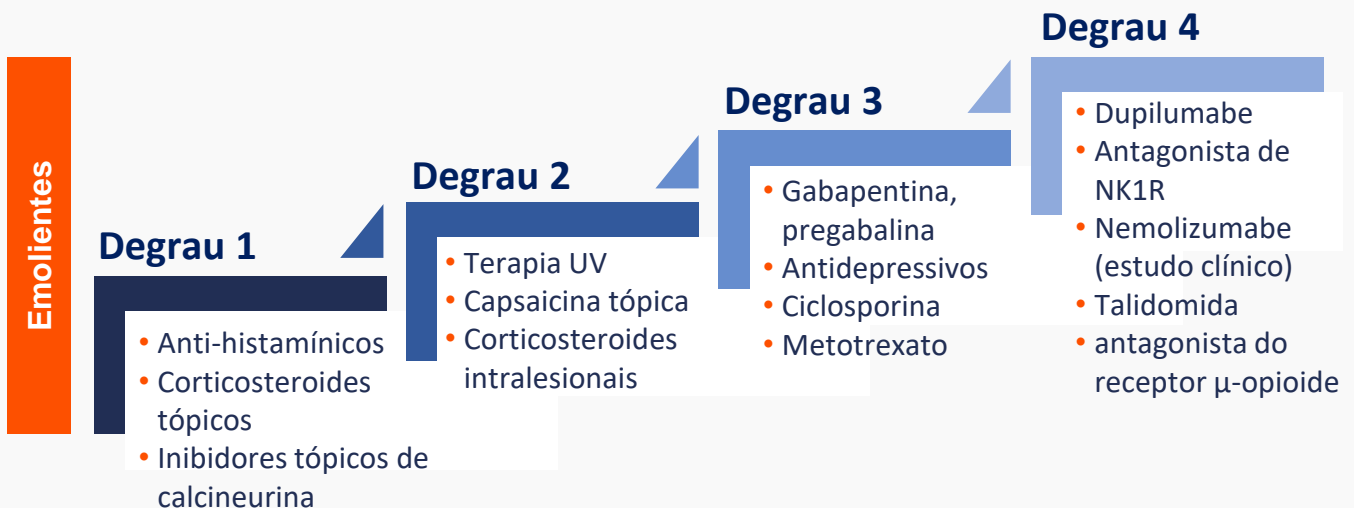 Emolientes
Degrau 1
• Anti-histamínicos
• Corticosteroides
tópicos
• Inibidores tópicos de
calcineurina
Degrau 2
• Terapia UV
• Capsaicina tópica
• Corticosteroides
intralesionais
Degrau 3
• Gabapentina,
pregabalina
• Antidepressivos
• Ciclosporina
• Metotrexato
Degrau 4
• Dupilumabe
• Antagonista de
NK1R
• Nemolizumabe
(estudo clínico)
• Talidomida
• antagonista do
receptor μ-opioide